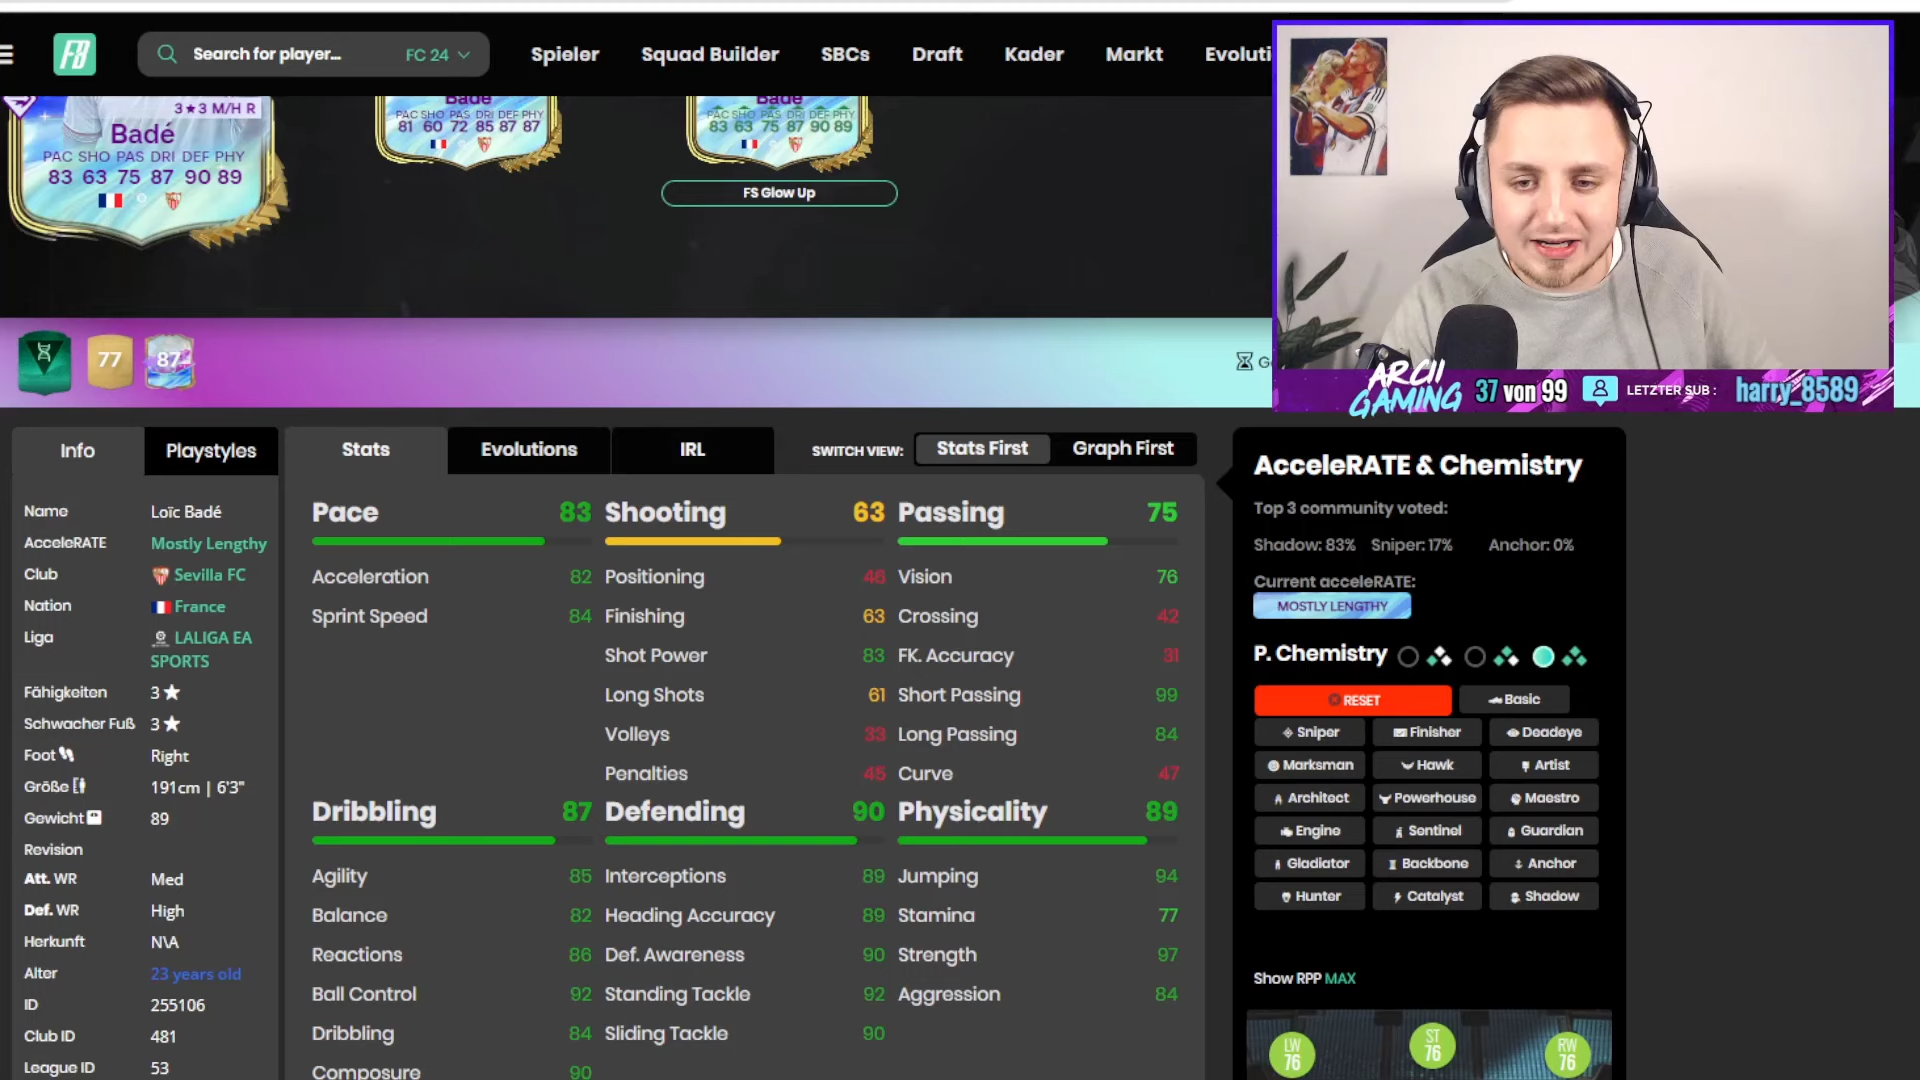 Search for player... FC 24 Spieler Squad Builder SBCs Draft Kader Markt Evoluti
3★3 M/H R
Badé
PAC SHO PAS DRI DEF PHY
83 63 75 87 90 89
Badé
PAC SHO PAS DRI DEF PHY
81 60 72 85 87 87
Badé
PAC SHO PAS DRI DEF PHY
83 63 75 87 90 89
FS Glow Up
77 87
ARCII GAMING 37 von 99 LETZTER SUB : harry_8589
Info Playstyles
Name Loïc Badé
AcceleRATE Mostly Lengthy
Club Sevilla FC
Nation France
Liga LALIGA EA SPORTS
Fähigkeiten 3 ★
Schwacher Fuß 3 ★
Foot Right
Größe 191cm | 6'3"
Gewicht 89
Revision
Att. WR Med
Def. WR High
Herkunft N\A
Alter 23 years old
ID 255106
Club ID 481
League ID 53
Stats Evolutions IRL SWITCH VIEW: Stats First Graph First
Pace 83
Acceleration 82
Sprint Speed 84
Shooting 63
Positioning 46
Finishing 63
Shot Power 83
Long Shots 61
Volleys 33
Penalties 45
Passing 75
Vision 76
Crossing 42
FK. Accuracy 31
Short Passing 99
Long Passing 84
Curve 47
Dribbling 87
Agility 85
Balance 82
Reactions 86
Ball Control 92
Dribbling 84
Composure 90
Defending 90
Interceptions 89
Heading Accuracy 89
Def. Awareness 90
Standing Tackle 92
Sliding Tackle 90
Physicality 89
Jumping 94
Stamina 77
Strength 97
Aggression 84
AcceleRATE & Chemistry
Top 3 community voted:
Shadow: 83% Sniper: 17% Anchor: 0%
Current acceleRATE:
MOSTLY LENGTHY
P. Chemistry
RESET Basic
Sniper Finisher Deadeye
Marksman Hawk Artist
Architect Powerhouse Maestro
Engine Sentinel Guardian
Gladiator Backbone Anchor
Hunter Catalyst Shadow
Show RPP MAX
LW 76
ST 76
RW 76